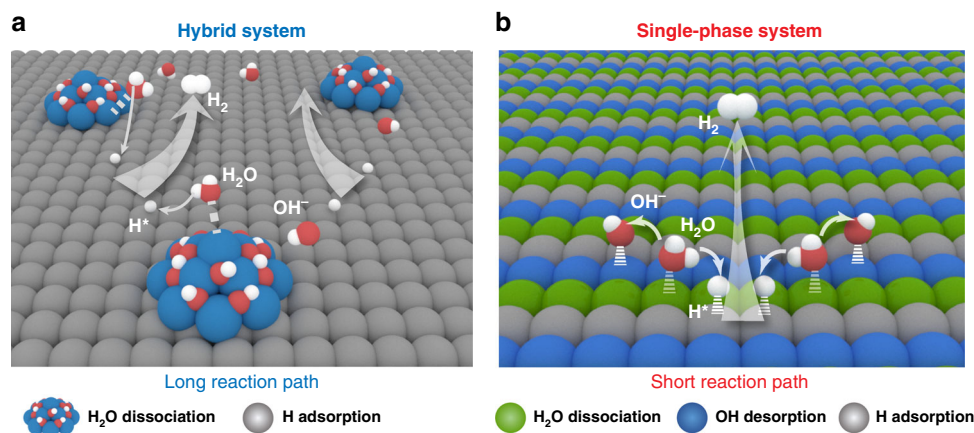 a
Hybrid system
H₂
H₂O
OH⁻
H*
Long reaction path
H₂O dissociation
H adsorption
b
Single-phase system
H₂
OH⁻
H₂O
H*
Short reaction path
H₂O dissociation
OH desorption
H adsorption